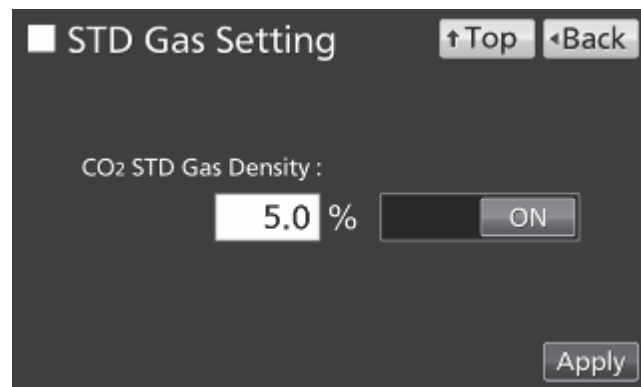 ■ STD Gas Setting
↑Top
◂Back
CO₂ STD Gas Density :
5.0 %
ON
Apply